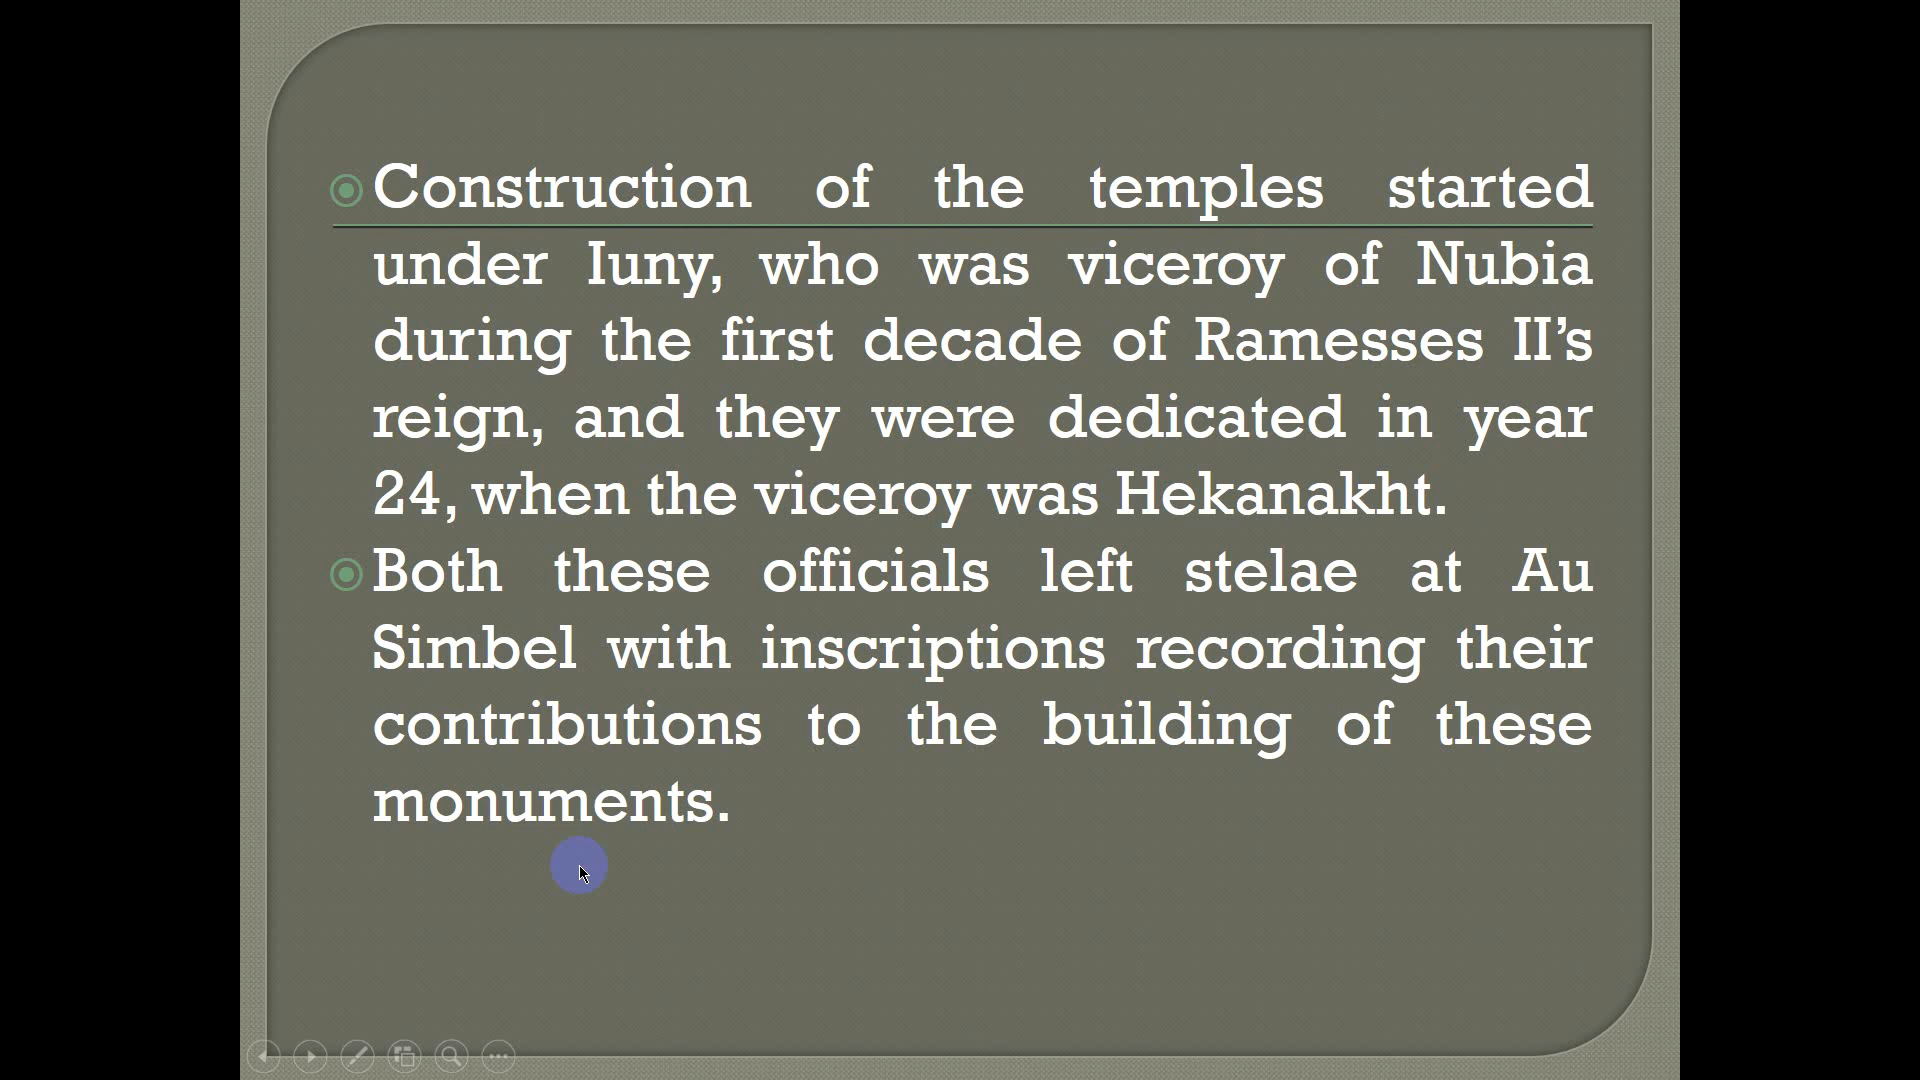 Construction of the temples started
under Iuny, who was viceroy of Nubia
during the first decade of Ramesses II’s
reign, and they were dedicated in year
24, when the viceroy was Hekanakht.
Both these officials left stelae at Au
Simbel with inscriptions recording their
contributions to the building of these
monuments.